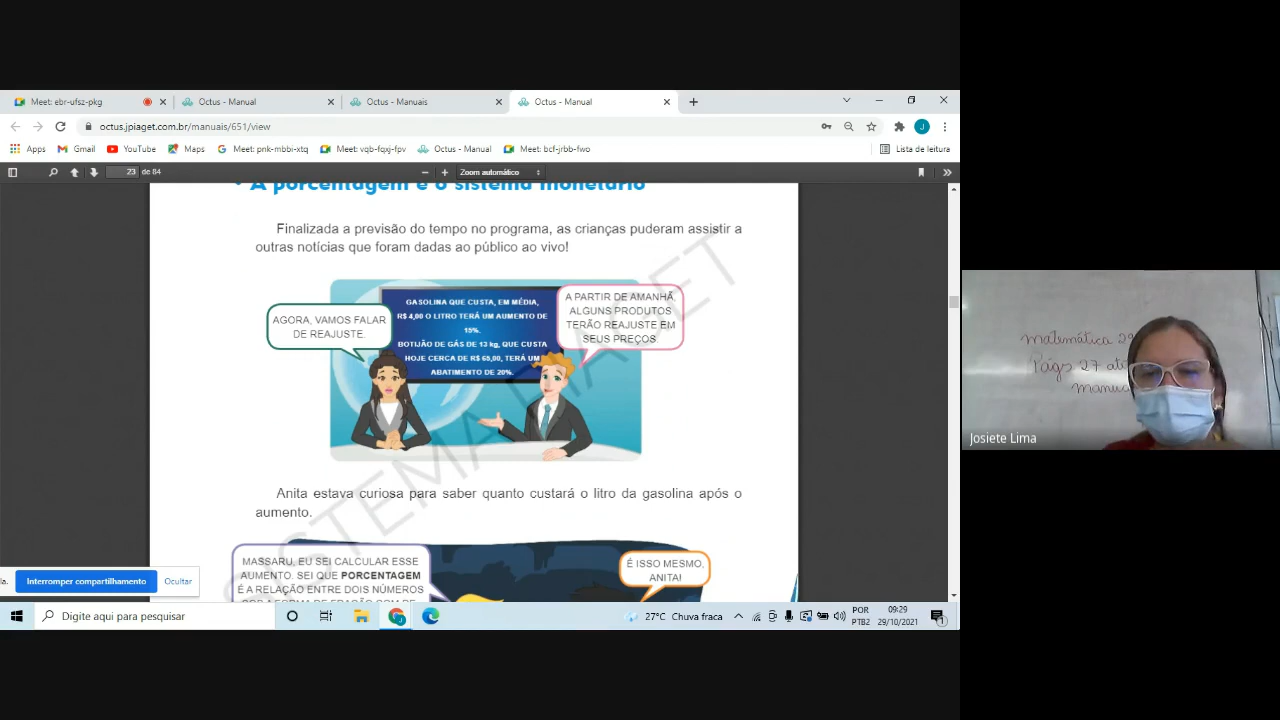 Meet: ebr-ufsz-pkg
Octus - Manual
Octus - Manuais
Octus - Manual
octus.jpiaget.com.br/manuais/651/view
Apps
Gmail
YouTube
Maps
Meet: pnk-mbbi-xtq
Meet: vqb-fqxj-fpv
Octus - Manual
Meet: bcf-jrbb-fwo
Lista de leitura
23 de 84
Zoom automático
A porcentagem e o sistema monetário
Finalizada a previsão do tempo no programa, as crianças puderam assistir a
outras notícias que foram dadas ao público ao vivo!
AGORA, VAMOS FALAR
DE REAJUSTE.
GASOLINA QUE CUSTA, EM MÉDIA,
R$ 4,00 O LITRO TERÁ UM AUMENTO DE
15%.
BOTIJÃO DE GÁS DE 13 kg, QUE CUSTA
HOJE CERCA DE R$ 65,00, TERÁ UM
ABATIMENTO DE 20%.
A PARTIR DE AMANHÃ,
ALGUNS PRODUTOS
TERÃO REAJUSTE EM
SEUS PREÇOS.
Anita estava curiosa para saber quanto custará o litro da gasolina após o
aumento.
MASSARU, EU SEI CALCULAR ESSE
AUMENTO. SEI QUE PORCENTAGEM
É A RELAÇÃO ENTRE DOIS NÚMEROS
É ISSO MESMO,
ANITA!
SISTEMA PIAGET
la.
Interromper compartilhamento
Ocultar
Digite aqui para pesquisar
27°C Chuva fraca
POR
PTB2
09:29
29/10/2021
1
matemática 29
Págs 27
Josiete Lima